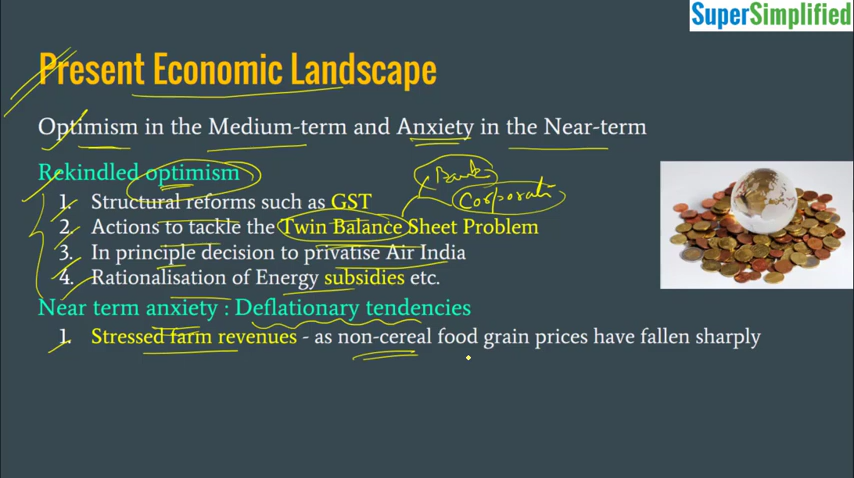 SuperSimplified
Present Economic Landscape
Optimism in the Medium-term and Anxiety in the Near-term
Rekindled optimism
Bank
1. Structural reforms such as GST
Corporati
2. Actions to tackle the Twin Balance Sheet Problem
3. In principle decision to privatise Air India
4. Rationalisation of Energy subsidies etc.
Near term anxiety : Deflationary tendencies
1. Stressed farm revenues - as non-cereal food grain prices have fallen sharply